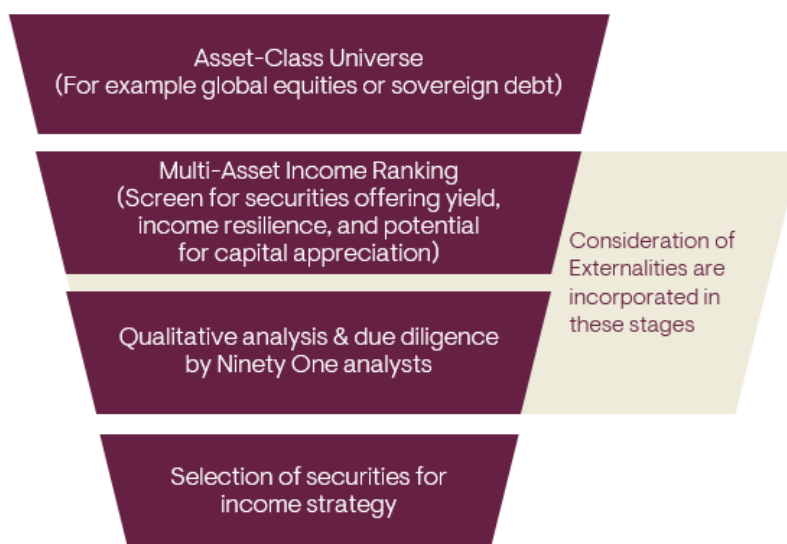 Asset-Class Universe
(For example global equities or sovereign debt)
Multi-Asset Income Ranking
(Screen for securities offering yield,
income resilience, and potential
for capital appreciation)
Consideration of
Externalities are
incorporated in
these stages
Qualitative analysis & due diligence
by Ninety One analysts
Selection of securities for
income strategy